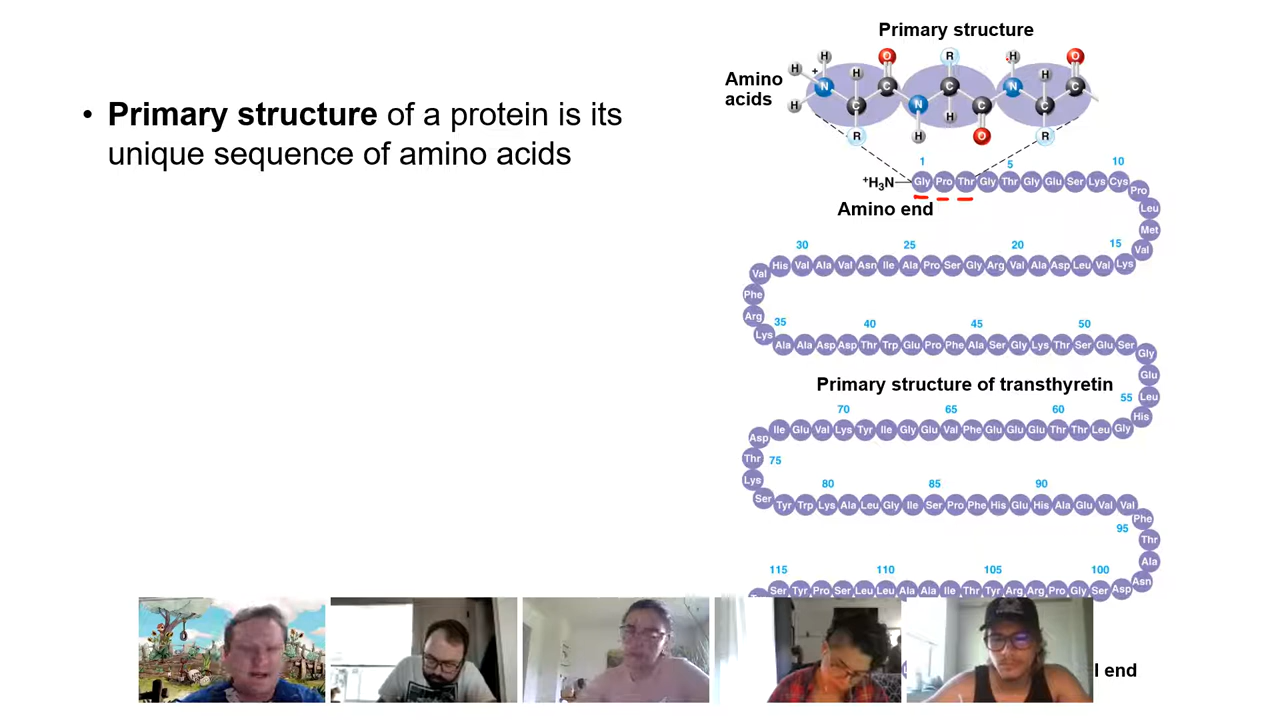 Primary structure
Amino
acids
• Primary structure of a protein is its
unique sequence of amino acids
H H H H H O N C C R N C H C O R H N H C C O R
1 5 10
+H3N Gly Pro Thr Gly Thr Gly Glu Ser Lys Cys
Pro
Amino end
Leu
Met
Val
30 25 20 15
Val His Val Ala Val Asn Ile Ala Pro Ser Gly Arg Val Ala Asp Leu Val Lys
Phe
Arg
Lys
35 40 45 50
Ala Ala Asp Asp Thr Trp Glu Pro Phe Ala Ser Gly Lys Thr Ser Glu Ser
Gly
Glu
Primary structure of transthyretin
55 Leu
His
70 65 60
Asp Ile Glu Val Lys Tyr Ile Gly Glu Val Phe Glu Glu Glu Thr Thr Leu Gly
Thr 75
Lys
Ser
80 85 90
Tyr Trp Lys Ala Leu Gly Ile Ser Pro Phe His Glu His Ala Glu Val Val
Phe
95
Thr
Ala
Asn
115 110 105 100
Ser Tyr Pro Ser Leu Leu Ala Ala Ile Thr Tyr Arg Arg Pro Gly Ser Asp
l end